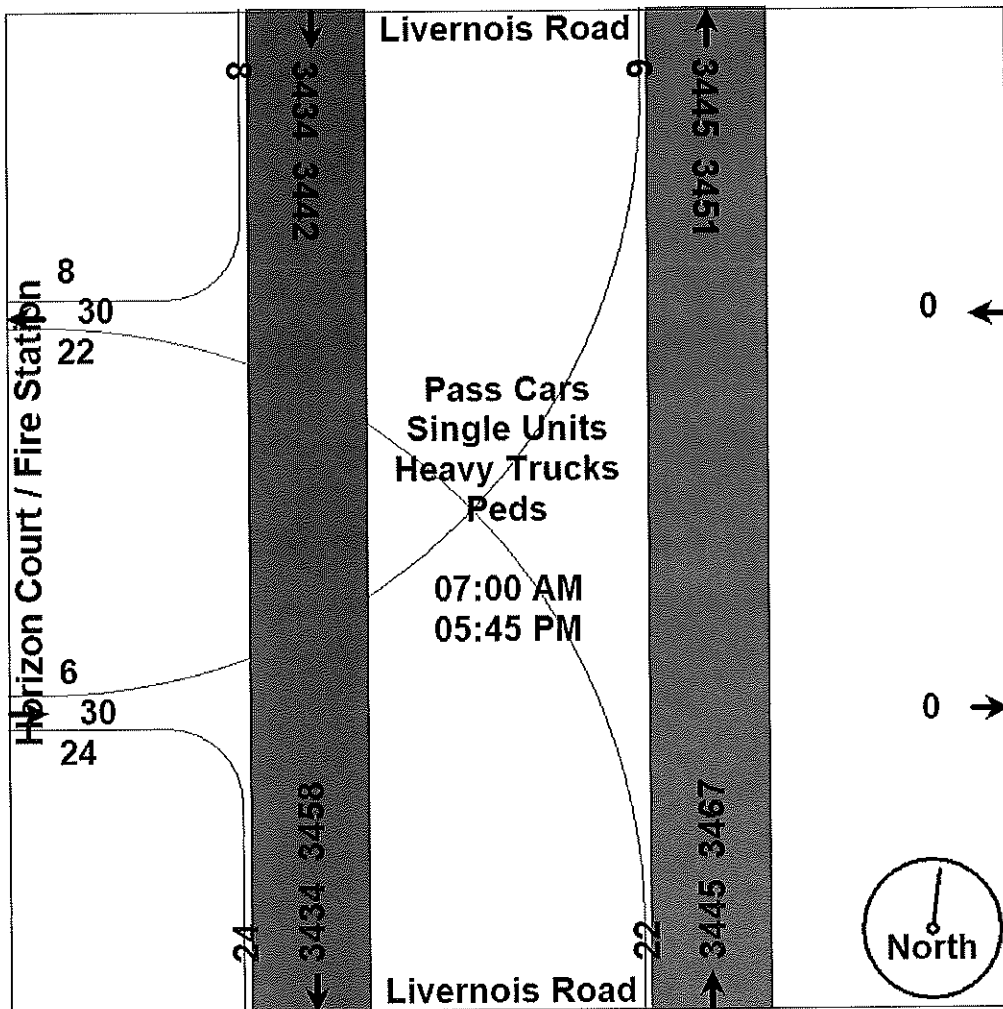 Livernois Road
8
3434 3442
6
3445 3451
8
30
22
Horizon Court / Fire Station
0
Pass Cars
Single Units
Heavy Trucks
Peds
07:00 AM
05:45 PM
6
30
24
0
24
3434 3458
22
3445 3467
North
Livernois Road